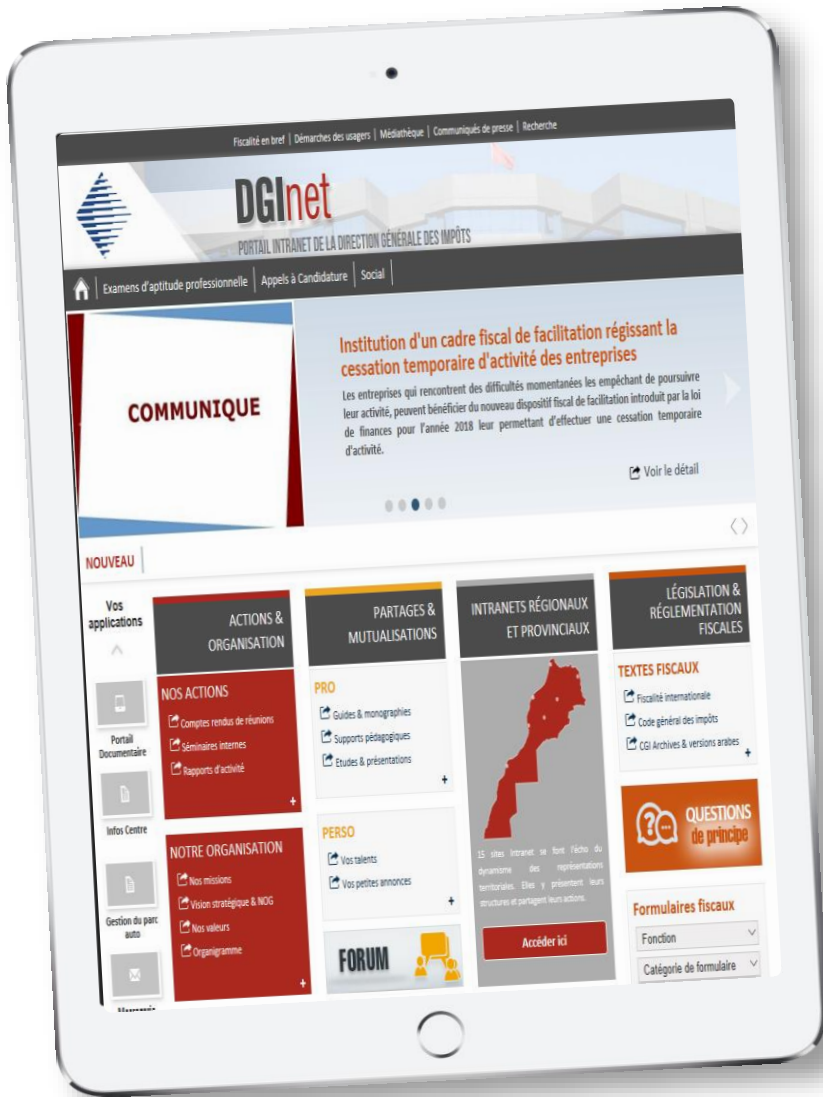 Fiscalité en bref | Démarches des usagers | Médiathèque | Communiqués de presse | Recherche
DGInet
PORTAIL INTRANET DE LA DIRECTION GÉNÉRALE DES IMPÔTS
Examens d'aptitude professionnelle | Appels à Candidature | Social
COMMUNIQUE
Institution d'un cadre fiscal de facilitation régissant la
cessation temporaire d'activité des entreprises
Les entreprises qui rencontrent des difficultés momentanées les empêchant de poursuivre
leur activité, peuvent bénéficier du nouveau dispositif fiscal de facilitation introduit par la loi
de finances pour l'année 2018 leur permettant d'effectuer une cessation temporaire
d'activité.
Voir le détail
NOUVEAU
Vos
applications
Portail
Documentaire
Infos Centre
Gestion du parc
auto
ACTIONS &
ORGANISATION
NOS ACTIONS
Comptes rendus de réunions
Séminaires internes
Rapports d'activité
+
NOTRE ORGANISATION
Nos missions
Vision stratégique & NOG
Nos valeurs
Organigramme
+
PARTAGES &
MUTUALISATIONS
PRO
Guides & monographies
Supports pédagogiques
Etudes & présentations
+
PERSO
Vos talents
Vos petites annonces
+
FORUM
INTRANETS RÉGIONAUX
ET PROVINCIAUX
15 sites Intranet se font l'écho du
dynamisme des représentations
territoriales. Elles y présentent leurs
structures et partagent leurs actions.
Accéder ici
LÉGISLATION &
RÉGLEMENTATION
FISCALES
TEXTES FISCAUX
Fiscalité internationale
Code général des impôts
CGI Archives & versions arabes
+
QUESTIONS
de principe
Formulaires fiscaux
Fonction
Catégorie de formulaire